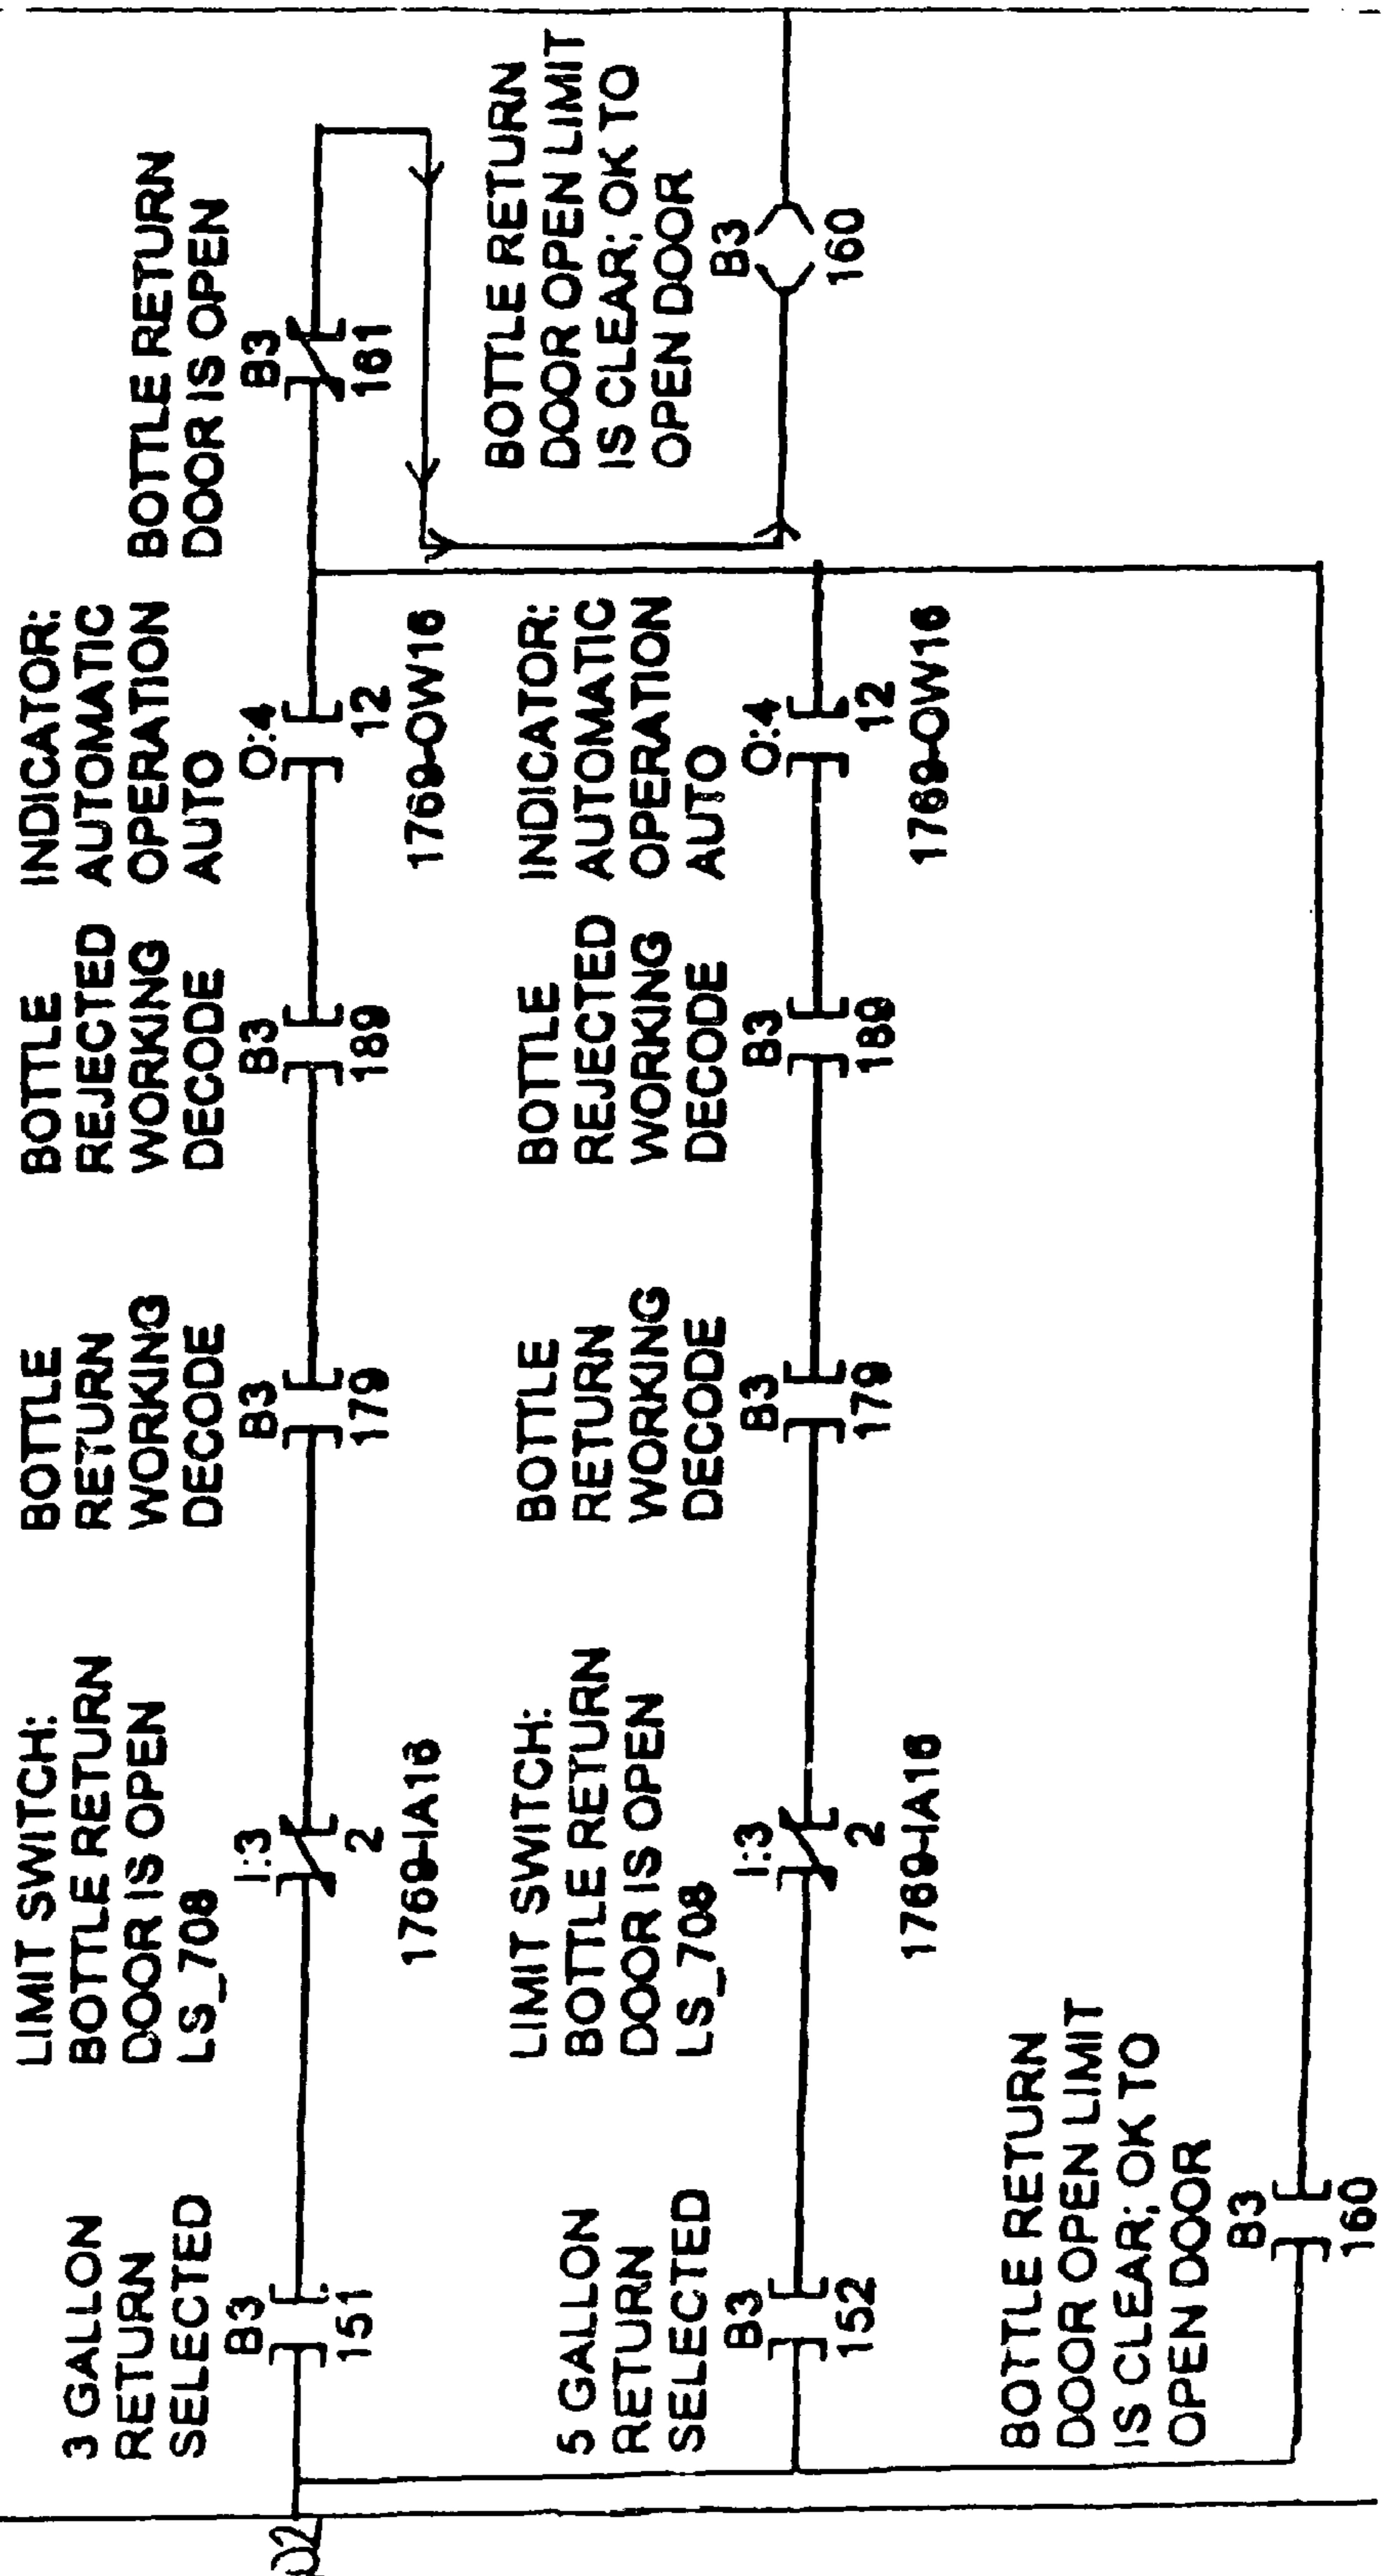 02
3 GALLON
RETURN
SELECTED
B3
151
LIMIT SWITCH:
BOTTLE RETURN
DOOR IS OPEN
LS_708
I:3
2
1769-IA16
BOTTLE
RETURN
WORKING
DECODE
B3
179
BOTTLE
REJECTED
WORKING
DECODE
B3
189
INDICATOR:
AUTOMATIC
OPERATION
AUTO
O:4
12
1769-OW16
BOTTLE RETURN
DOOR IS OPEN
B3
161
5 GALLON
RETURN
SELECTED
B3
152
LIMIT SWITCH:
BOTTLE RETURN
DOOR IS OPEN
LS_708
I:3
2
1769-IA16
BOTTLE
RETURN
WORKING
DECODE
B3
179
BOTTLE
REJECTED
WORKING
DECODE
B3
189
INDICATOR:
AUTOMATIC
OPERATION
AUTO
O:4
12
1769-OW16
BOTTLE RETURN
DOOR OPEN LIMIT
IS CLEAR; OK TO
OPEN DOOR
B3
160
BOTTLE RETURN
DOOR OPEN LIMIT
IS CLEAR; OK TO
OPEN DOOR
B3
160